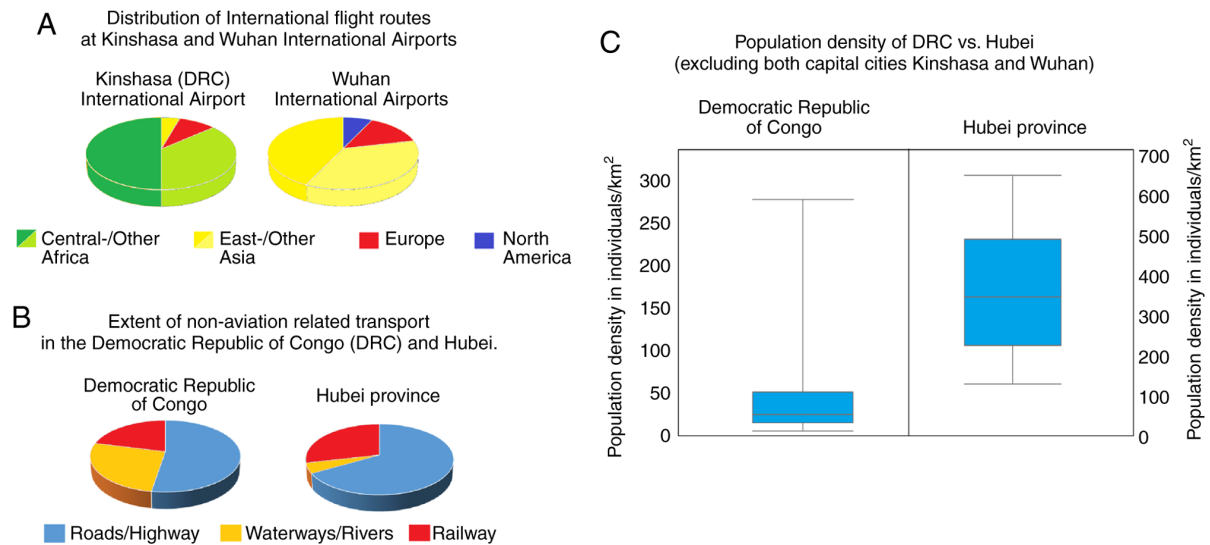 A
Distribution of International flight routes
at Kinshasa and Wuhan International Airports
Kinshasa (DRC)
International Airport
Wuhan
International Airports
Central-/Other
Africa
East-/Other
Asia
Europe
North
America
B
Extent of non-aviation related transport
in the Democratic Republic of Congo (DRC) and Hubei.
Democratic Republic
of Congo
Hubei province
Roads/Highway
Waterways/Rivers
Railway
C
Population density of DRC vs. Hubei
(excluding both capital cities Kinshasa and Wuhan)
Democratic Republic
of Congo
Hubei province
Population density in individuals/km²
300
250
200
150
100
50
0
700
600
500
400
300
200
100
0
Population density in individuals/km²